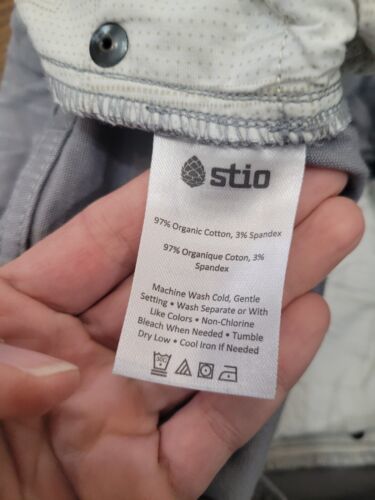 stio
97% Organic Cotton, 3% Spandex
97% Organique Coton, 3%
Spandex
Machine Wash Cold, Gentle
Setting • Wash Separate or With
Like Colors • Non-Chlorine
Bleach When Needed • Tumble
Dry Low • Cool Iron If Needed